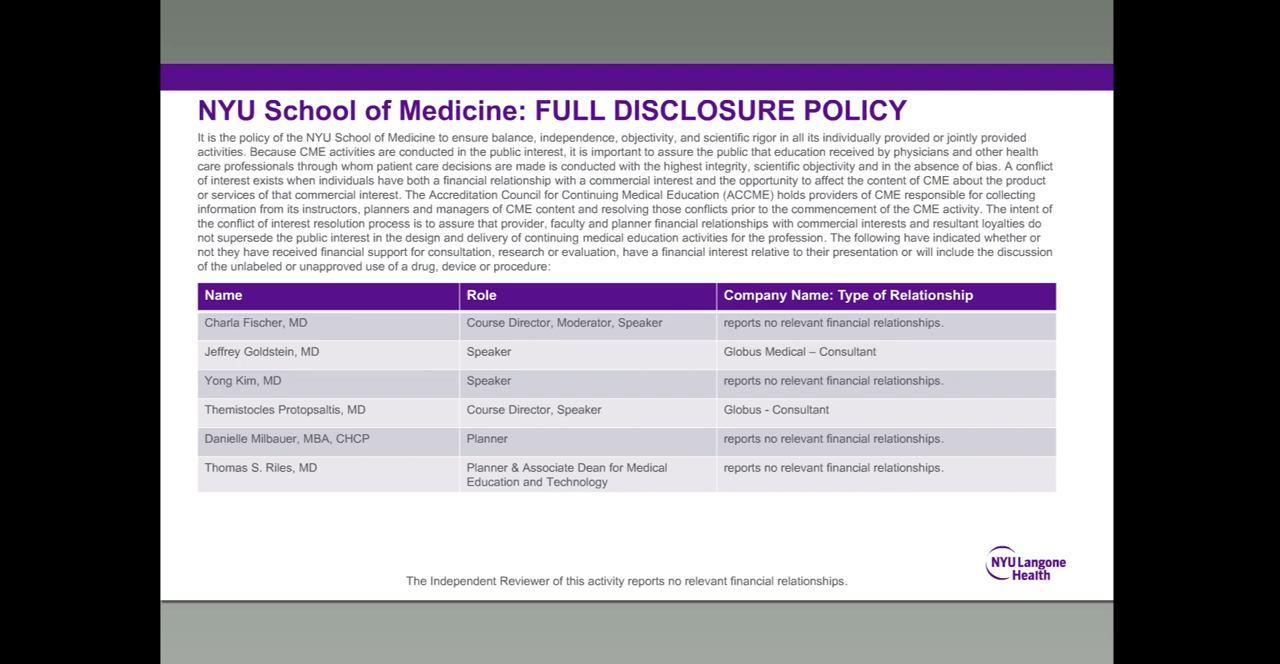 NYU School of Medicine: FULL DISCLOSURE POLICY
It is the policy of the NYU School of Medicine to ensure balance, independence, objectivity, and scientific rigor in all its individually provided or jointly provided
activities. Because CME activities are conducted in the public interest, it is important to assure the public that education received by physicians and other health
care professionals through whom patient care decisions are made is conducted with the highest integrity, scientific objectivity and in the absence of bias. A conflict
of interest exists when individuals have both a financial relationship with a commercial interest and the opportunity to affect the content of CME about the product
or services of that commercial interest. The Accreditation Council for Continuing Medical Education (ACCME) holds providers of CME responsible for collecting
information from its instructors, planners and managers of CME content and resolving those conflicts prior to the commencement of the CME activity. The intent of
the conflict of interest resolution process is to assure that provider, faculty and planner financial relationships with commercial interests and resultant loyalties do
not supersede the public interest in the design and delivery of continuing medical education activities for the profession. The following have indicated whether or
not they have received financial support for consultation, research or evaluation, have a financial interest relative to their presentation or will include the discussion
of the unlabeled or unapproved use of a drug, device or procedure:
Name Role Company Name: Type of Relationship
Charla Fischer, MD Course Director, Moderator, Speaker reports no relevant financial relationships.
Jeffrey Goldstein, MD Speaker Globus Medical – Consultant
Yong Kim, MD Speaker reports no relevant financial relationships.
Themistocles Protopsaltis, MD Course Director, Speaker Globus - Consultant
Danielle Milbauer, MBA, CHCP Planner reports no relevant financial relationships.
Thomas S. Riles, MD Planner & Associate Dean for Medical reports no relevant financial relationships.
Education and Technology
NYU Langone
Health
The Independent Reviewer of this activity reports no relevant financial relationships.